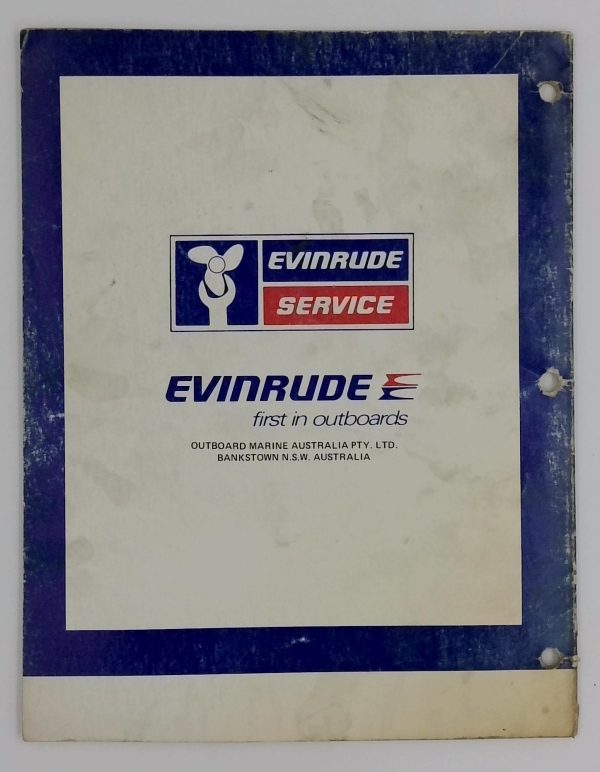 EVINRUDE
SERVICE
EVINRUDE
first in outboards
OUTBOARD MARINE AUSTRALIA PTY. LTD.
BANKSTOWN N.S.W. AUSTRALIA